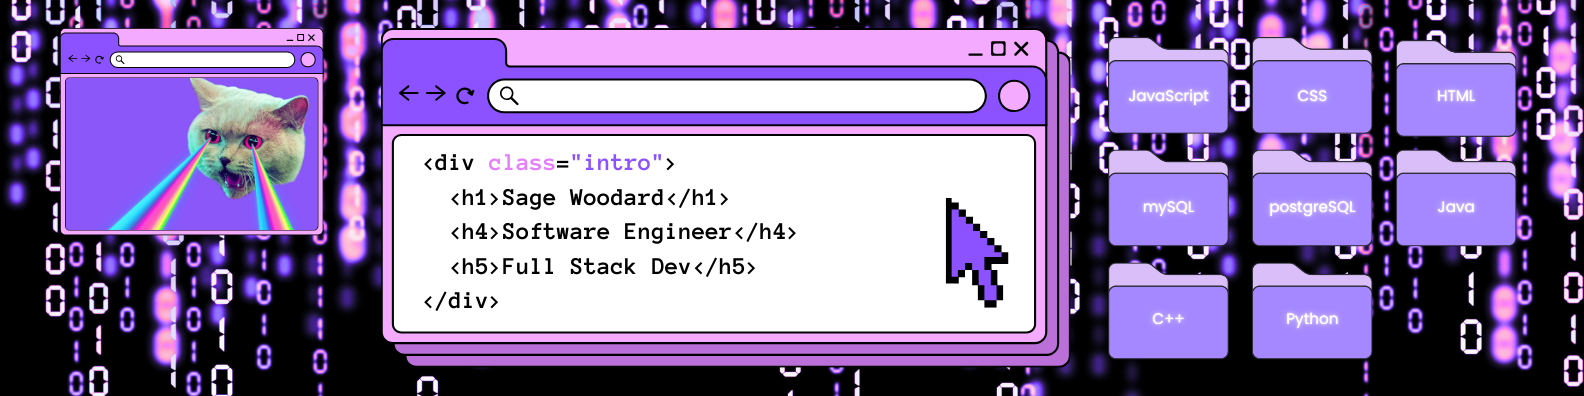 <div class="intro">
<h1>Sage Woodard</h1>
<h4>Software Engineer</h4>
<h5>Full Stack Dev</h5>
</div>
JavaScript
CSS
HTML
mySQL
postgreSQL
Java
C++
Python